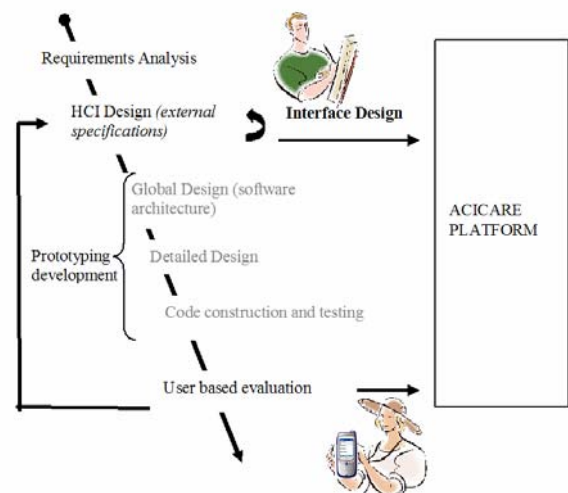 Requirements Analysis
HCI Design (external
specifications)
Interface Design
Global Design (software
architecture)
Prototyping
development
Detailed Design
Code construction and testing
User based evaluation
ACICARE
PLATFORM